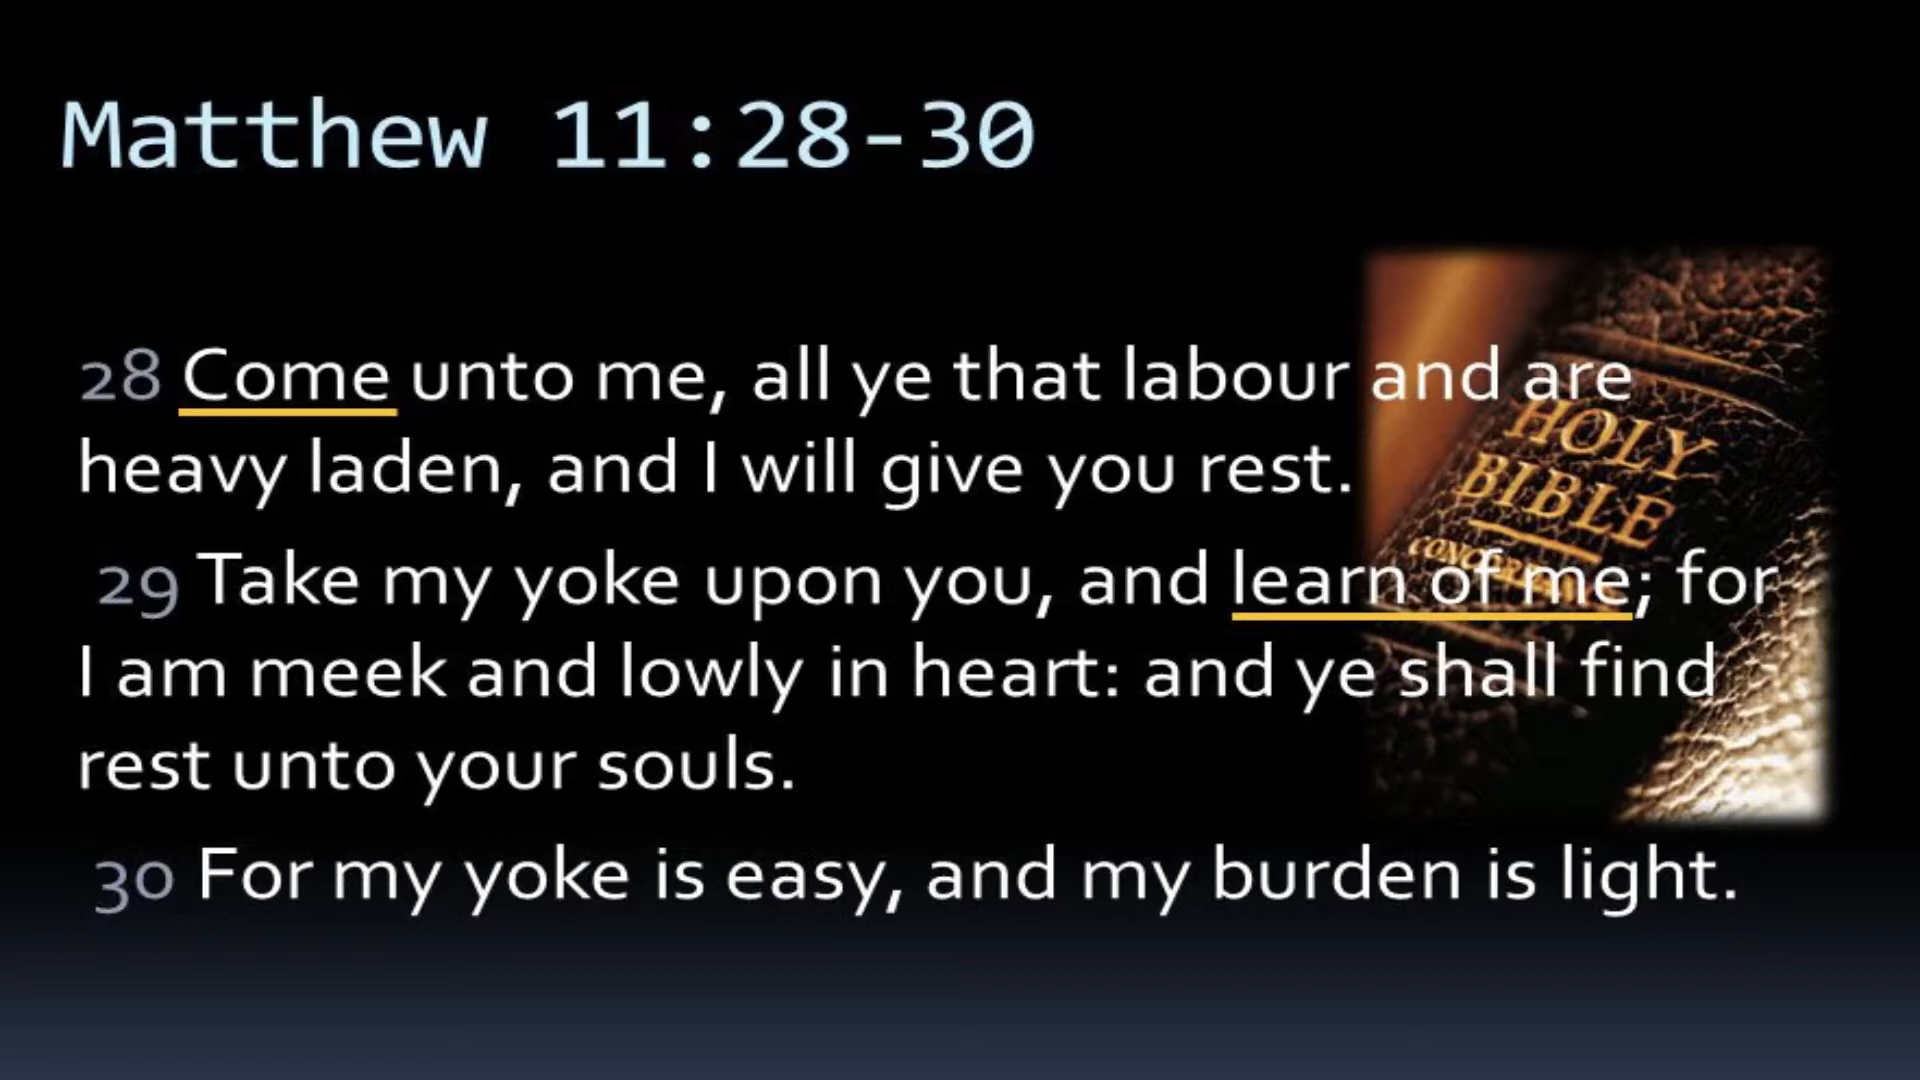 Matthew 11:28-30
28 Come unto me, all ye that labour and are
heavy laden, and I will give you rest.
29 Take my yoke upon you, and learn of me; for
I am meek and lowly in heart: and ye shall find
rest unto your souls.
30 For my yoke is easy, and my burden is light.
HOLY
BIBLE